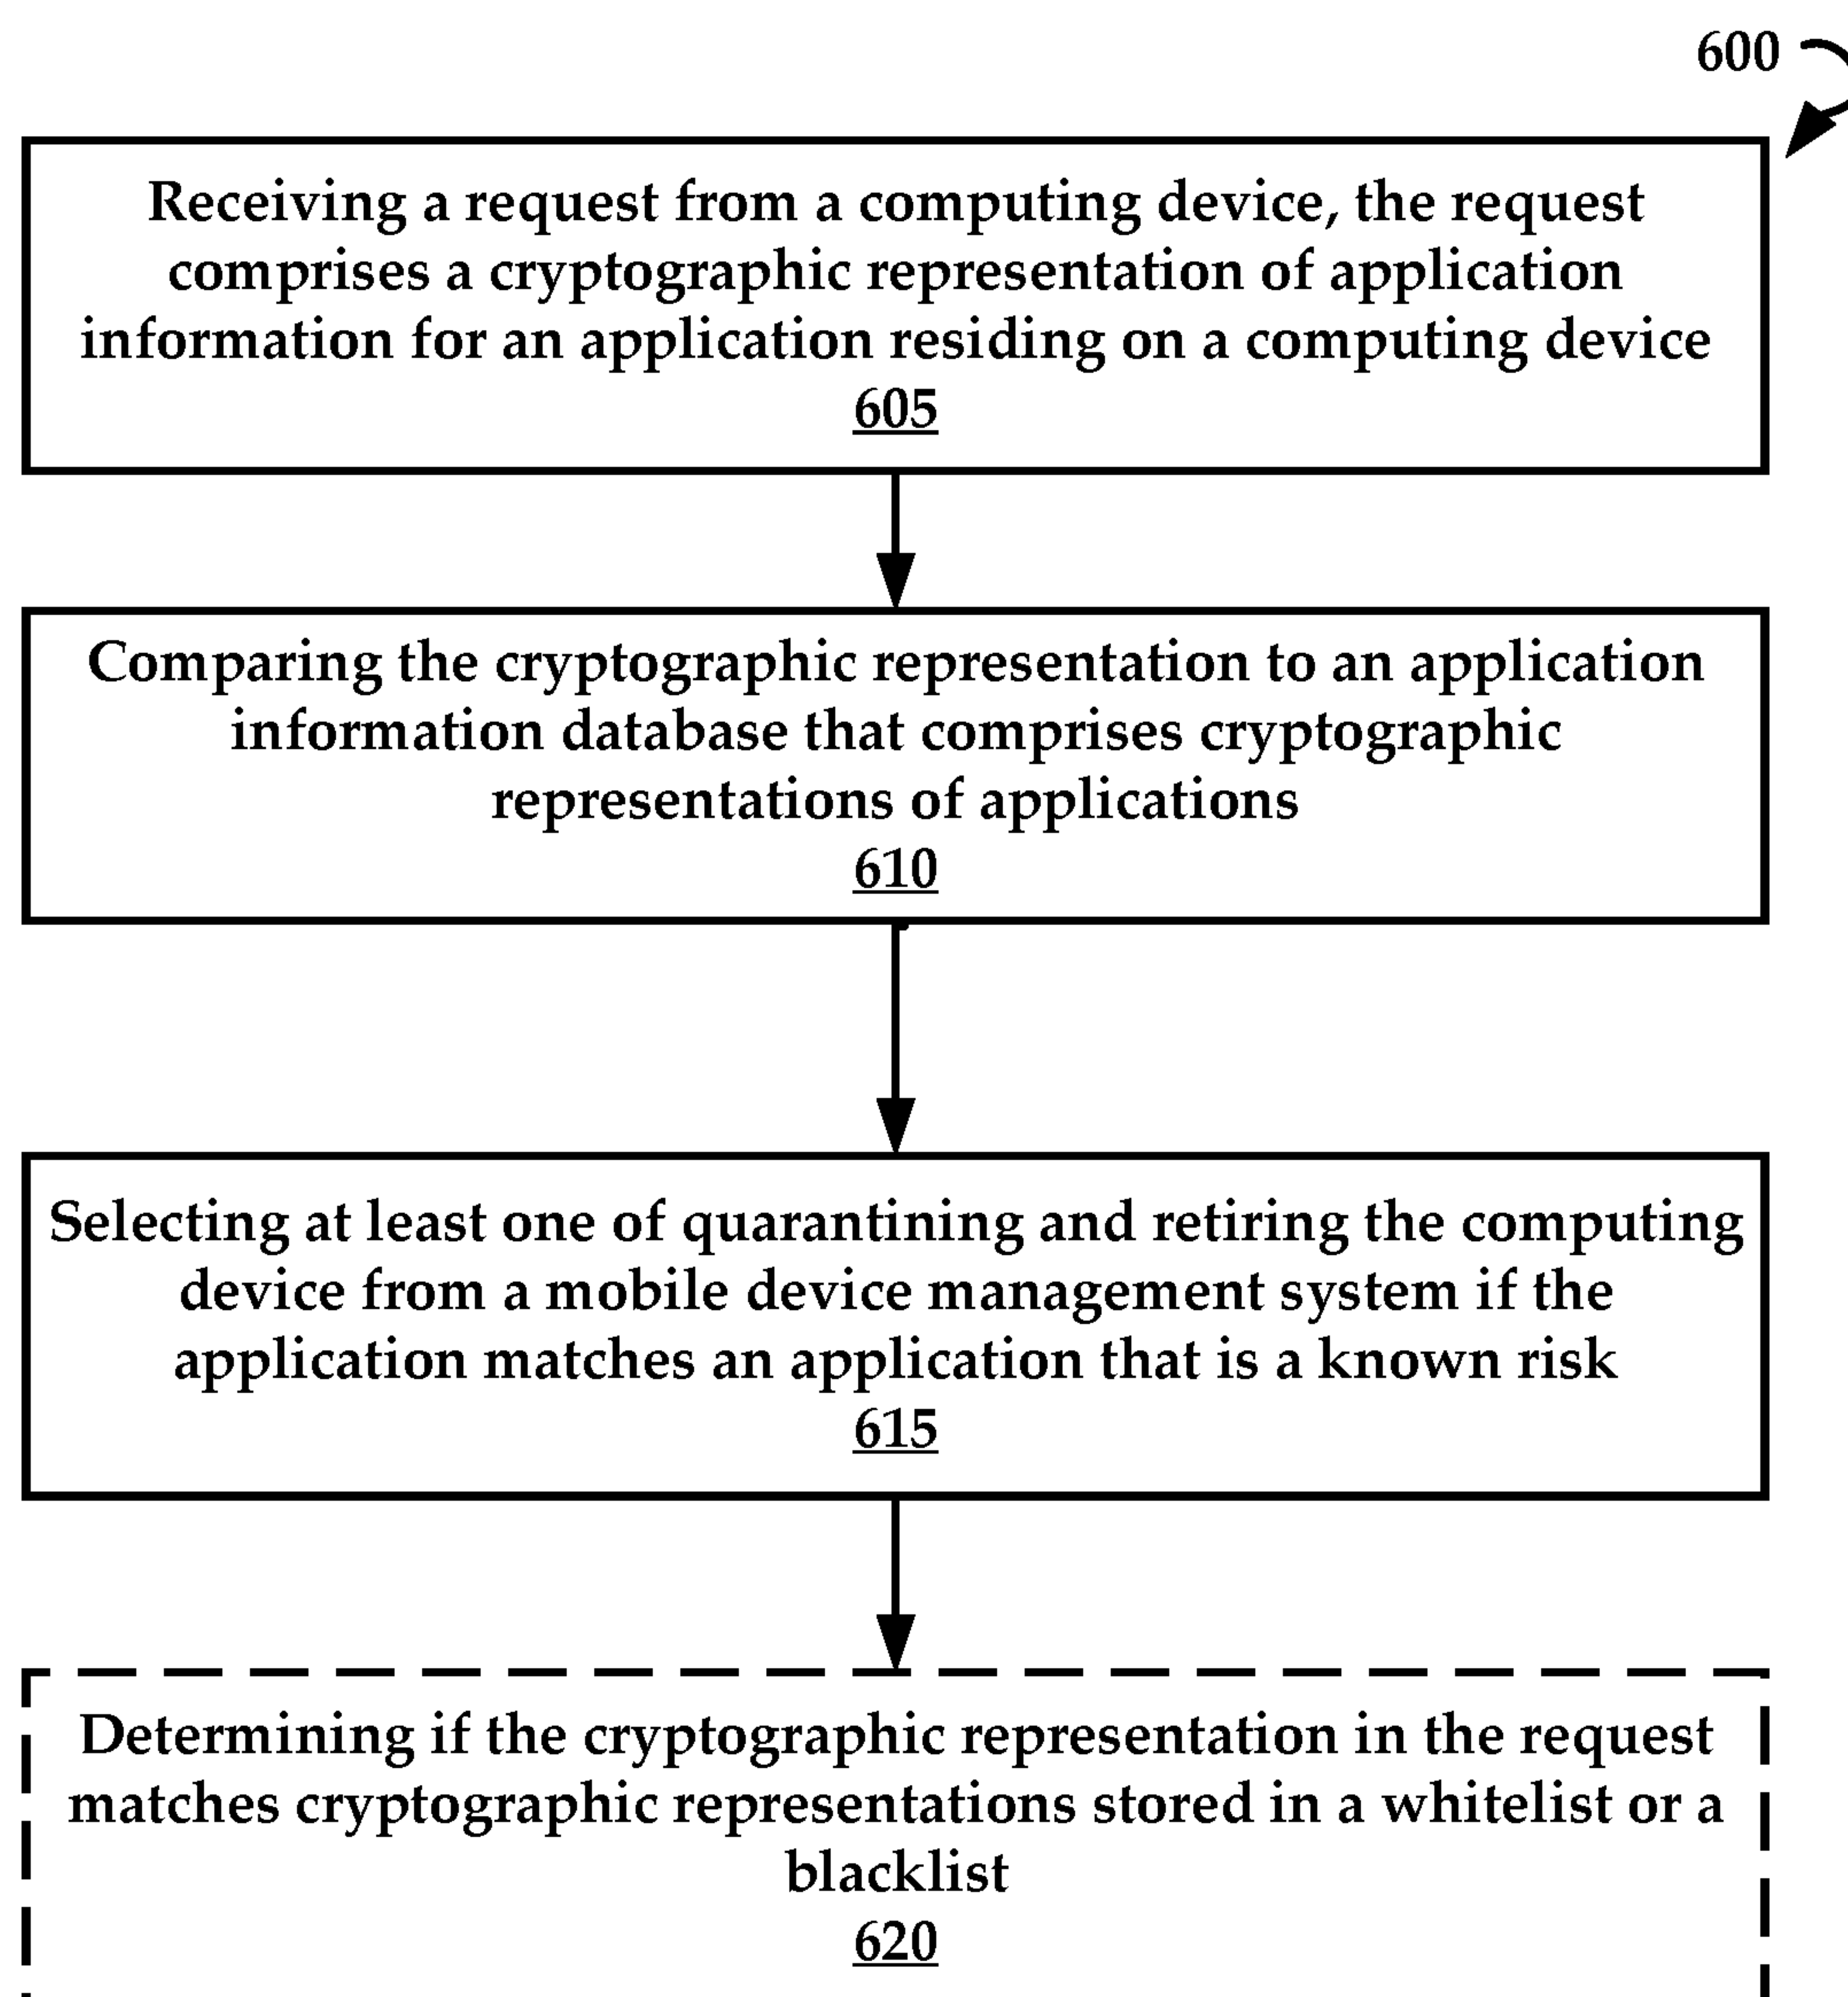 600
Receiving a request from a computing device, the request
comprises a cryptographic representation of application
information for an application residing on a computing device
605
Comparing the cryptographic representation to an application
information database that comprises cryptographic
representations of applications
610
Selecting at least one of quarantining and retiring the computing
device from a mobile device management system if the
application matches an application that is a known risk
615
Determining if the cryptographic representation in the request
matches cryptographic representations stored in a whitelist or a
blacklist
620